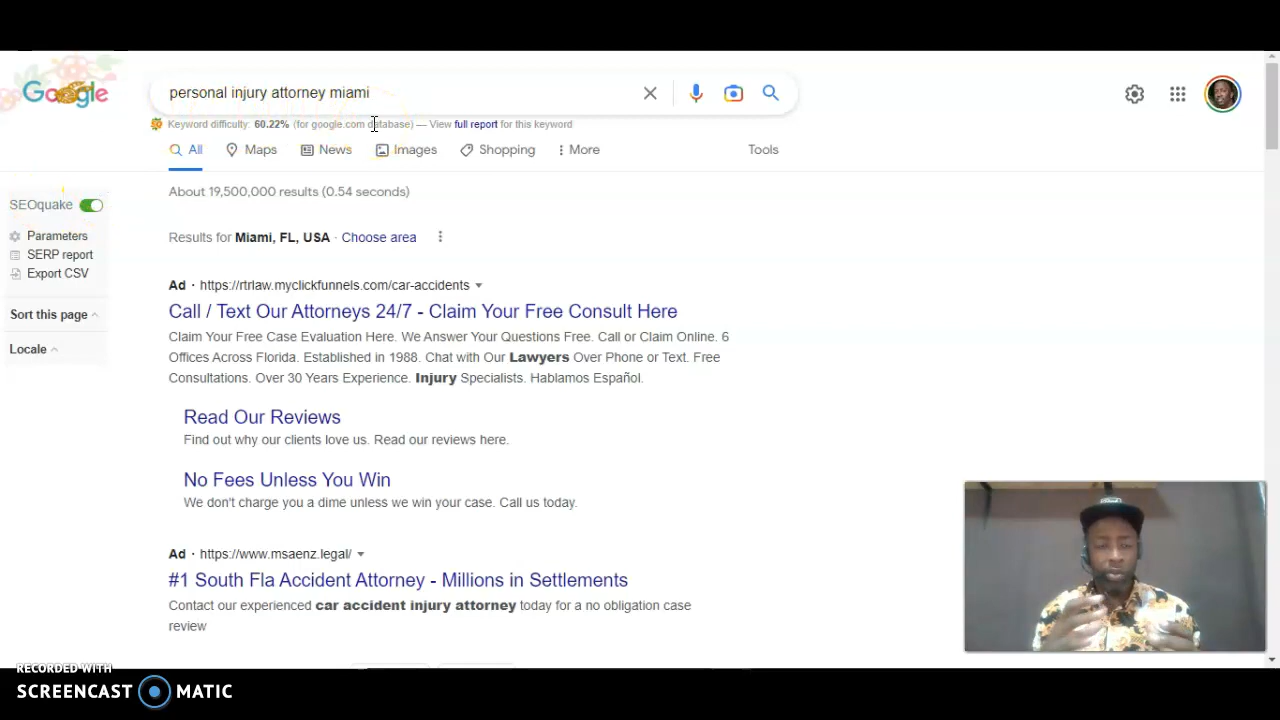 Google
personal injury attorney miami
Keyword difficulty: 60.22% (for google.com database) — View full report for this keyword
All Maps News Images Shopping More Tools
About 19,500,000 results (0.54 seconds)
SEOquake
Parameters
SERP report
Export CSV
Sort this page
Locale
Results for Miami, FL, USA · Choose area
Ad · https://rtrlaw.myclickfunnels.com/car-accidents
Call / Text Our Attorneys 24/7 - Claim Your Free Consult Here
Claim Your Free Case Evaluation Here. We Answer Your Questions Free. Call or Claim Online. 6
Offices Across Florida. Established in 1988. Chat with Our Lawyers Over Phone or Text. Free
Consultations. Over 30 Years Experience. Injury Specialists. Hablamos Español.
Read Our Reviews
Find out why our clients love us. Read our reviews here.
No Fees Unless You Win
We don't charge you a dime unless we win your case. Call us today.
Ad · https://www.msaenz.legal/
#1 South Fla Accident Attorney - Millions in Settlements
Contact our experienced car accident injury attorney today for a no obligation case
review
RECORDED WITH
SCREENCAST MATIC